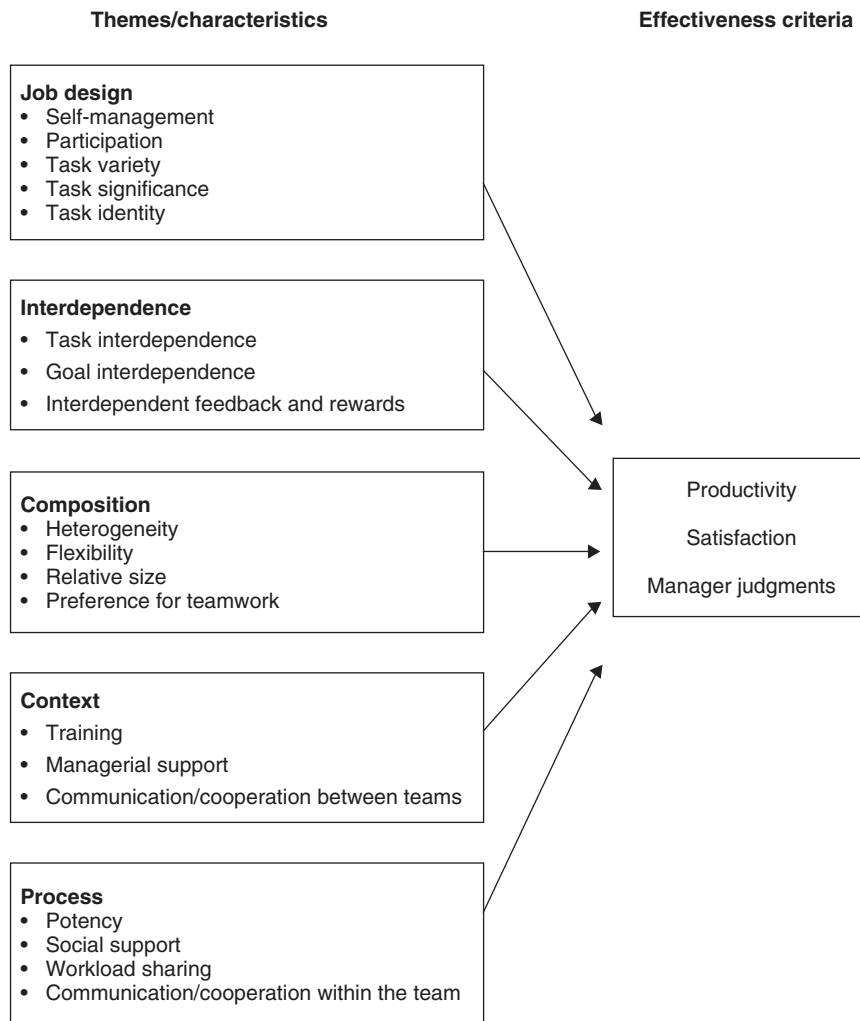 Themes/characteristics
Effectiveness criteria
Job design
• Self-management
• Participation
• Task variety
• Task significance
• Task identity
Interdependence
• Task interdependence
• Goal interdependence
• Interdependent feedback and rewards
Composition
• Heterogeneity
• Flexibility
• Relative size
• Preference for teamwork
Context
• Training
• Managerial support
• Communication/cooperation between teams
Process
• Potency
• Social support
• Workload sharing
• Communication/cooperation within the team
Productivity
Satisfaction
Manager judgments